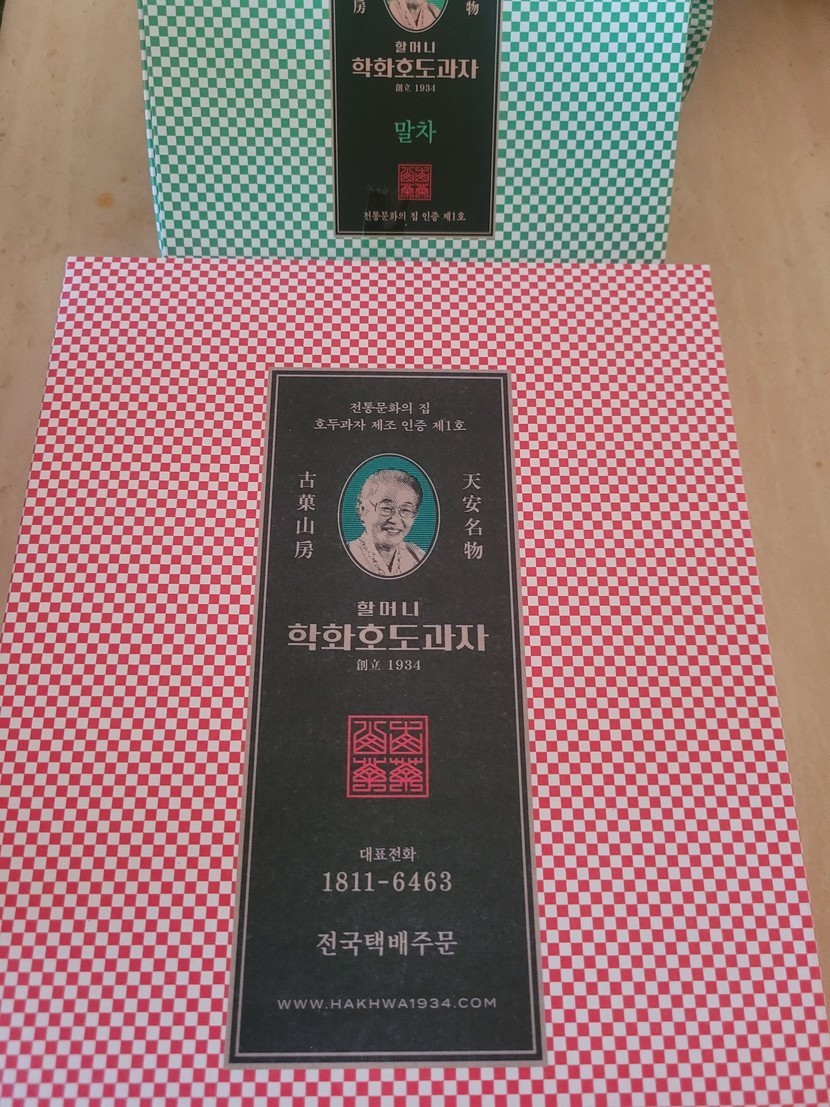 房 物
할머니
학화호도과자
創立 1934
말차
전통문화의 집 인증 제1호
전통문화의 집
호두과자 제조 인증 제1호
古菓山房
天安名物
할머니
학화호도과자
創立 1934
대표전화
1811-6463
전국택배주문
WWW.HAKHWA1934.COM